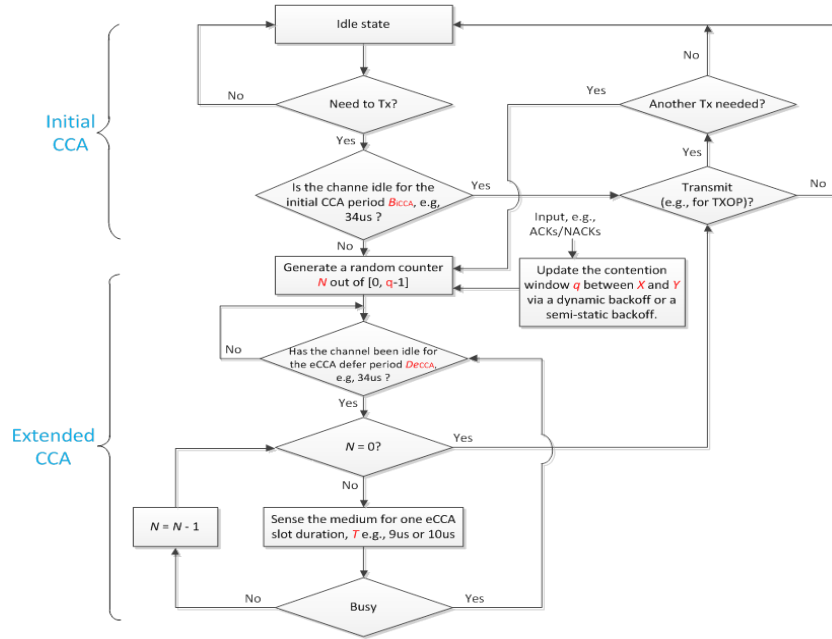 Idle state
No
No
Need to Tx?
Yes
Another Tx needed?
Initial
CCA
Yes
Yes
Is the channe idle for the
initial CCA period BiCCA, e.g,
34us ?
Yes
Transmit
(e.g., for TXOP)?
No
Input, e.g.,
ACKs/NACKs
No
Generate a random counter
N out of [0, q-1]
Update the contention
window q between X and Y
via a dynamic backoff or a
semi-static backoff.
No
Has the channel been idle for
the eCCA defer period DeCCA,
e.g, 34us ?
Yes
Extended
CCA
N = 0?
Yes
No
N = N - 1
Sense the medium for one eCCA
slot duration, T e.g., 9us or 10us
No
Busy
Yes